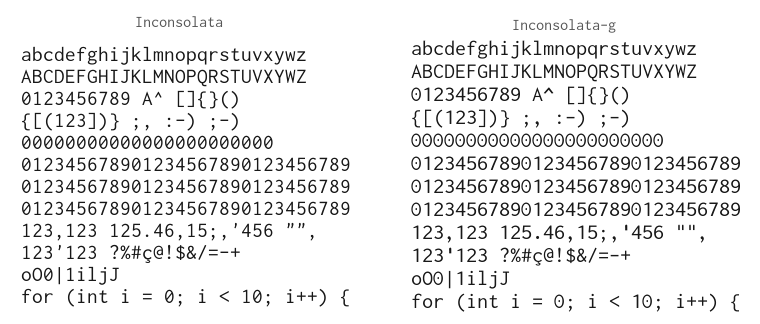 Inconsolata
abcdefghijklmnopqrstuvxywz
ABCDEFGHIJKLMNOPQRSTUVXYWZ
0123456789 A^ []{}()
{[(123])} ;, :-) ;-)
00000000000000000000000
012345678901234567890123456789
012345678901234567890123456789
012345678901234567890123456789
123,123 125.46,15;,'456 "",
123'123 ?%#ç@!$&/=-+
oO0|1iljJ
for (int i = 0; i < 10; i++) {
Inconsolata-g
abcdefghijklmnopqrstuvxywz
ABCDEFGHIJKLMNOPQRSTUVXYWZ
0123456789 A^ []{}()
{[(123])} ;, :-) ;-)
00000000000000000000000
012345678901234567890123456789
012345678901234567890123456789
012345678901234567890123456789
123,123 125.46,15;,'456 "",
123'123 ?%#ç@!$&/=-+
oO0|1iljJ
for (int i = 0; i < 10; i++) {